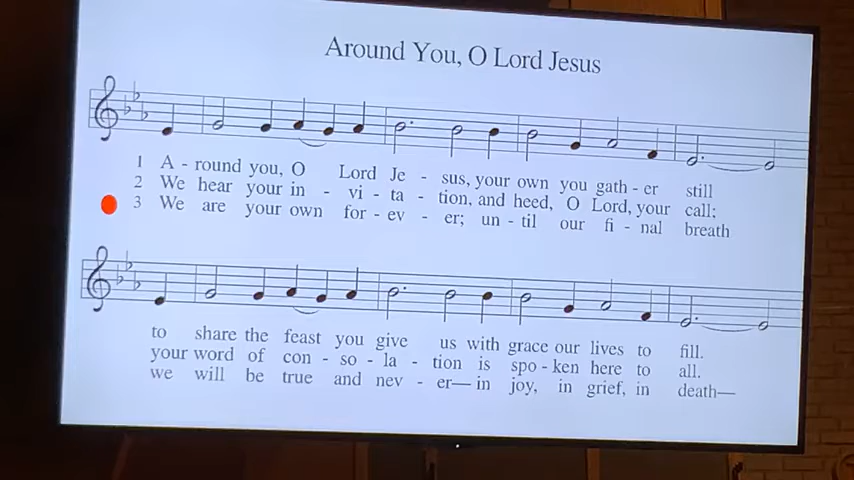 Around You, O Lord Jesus
1 A - round you, O Lord Je - sus, your own you gath - er still
2 We hear your in - vi - ta - tion, and heed, O Lord, your call;
3 We are your own for - ev - er; un - til our fi - nal breath
to share the feast you give us with grace our lives to fill.
your word of con - so - la - tion is spo - ken here to all.
we will be true and nev - er— in joy, in grief, in death—